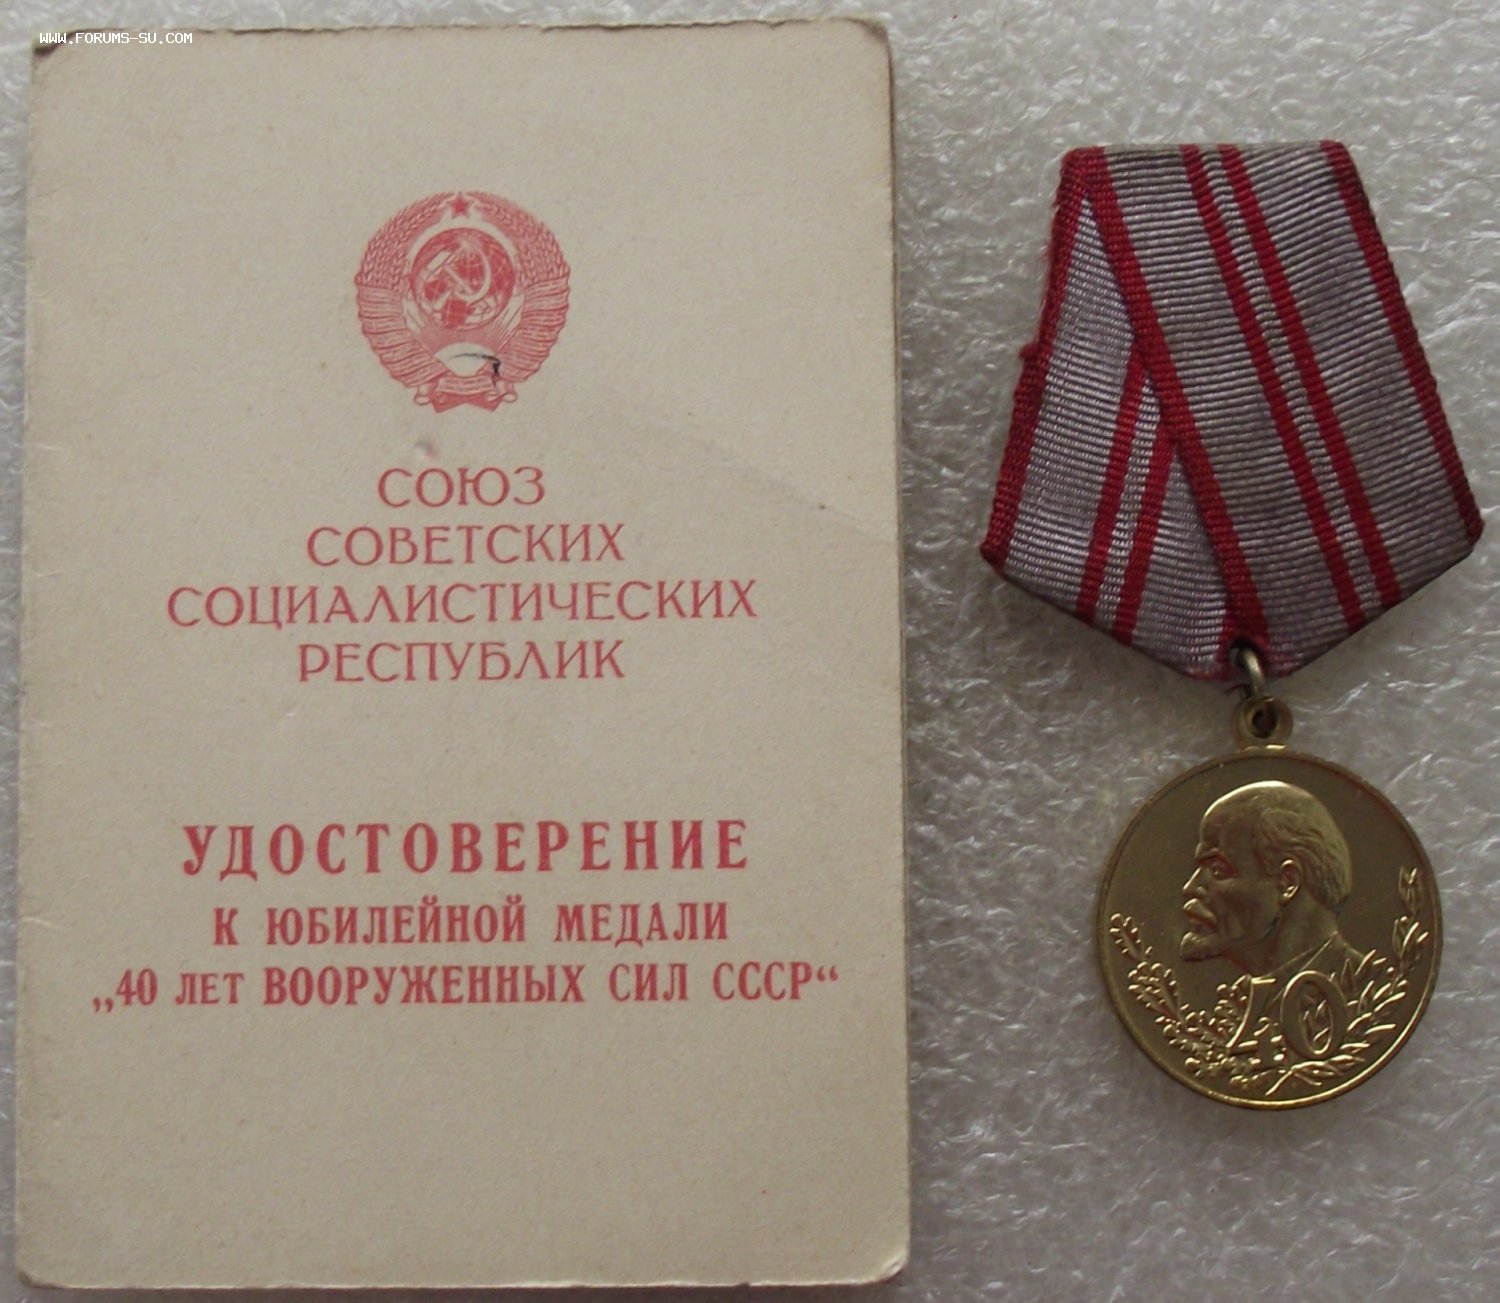 www.forums-su.com
СОЮЗ
СОВЕТСКИХ
СОЦИАЛИСТИЧЕСКИХ
РЕСПУБЛИК
УДОСТОВЕРЕНИЕ
К ЮБИЛЕЙНОЙ МЕДАЛИ
„40 ЛЕТ ВООРУЖЕННЫХ СИЛ СССР“
40